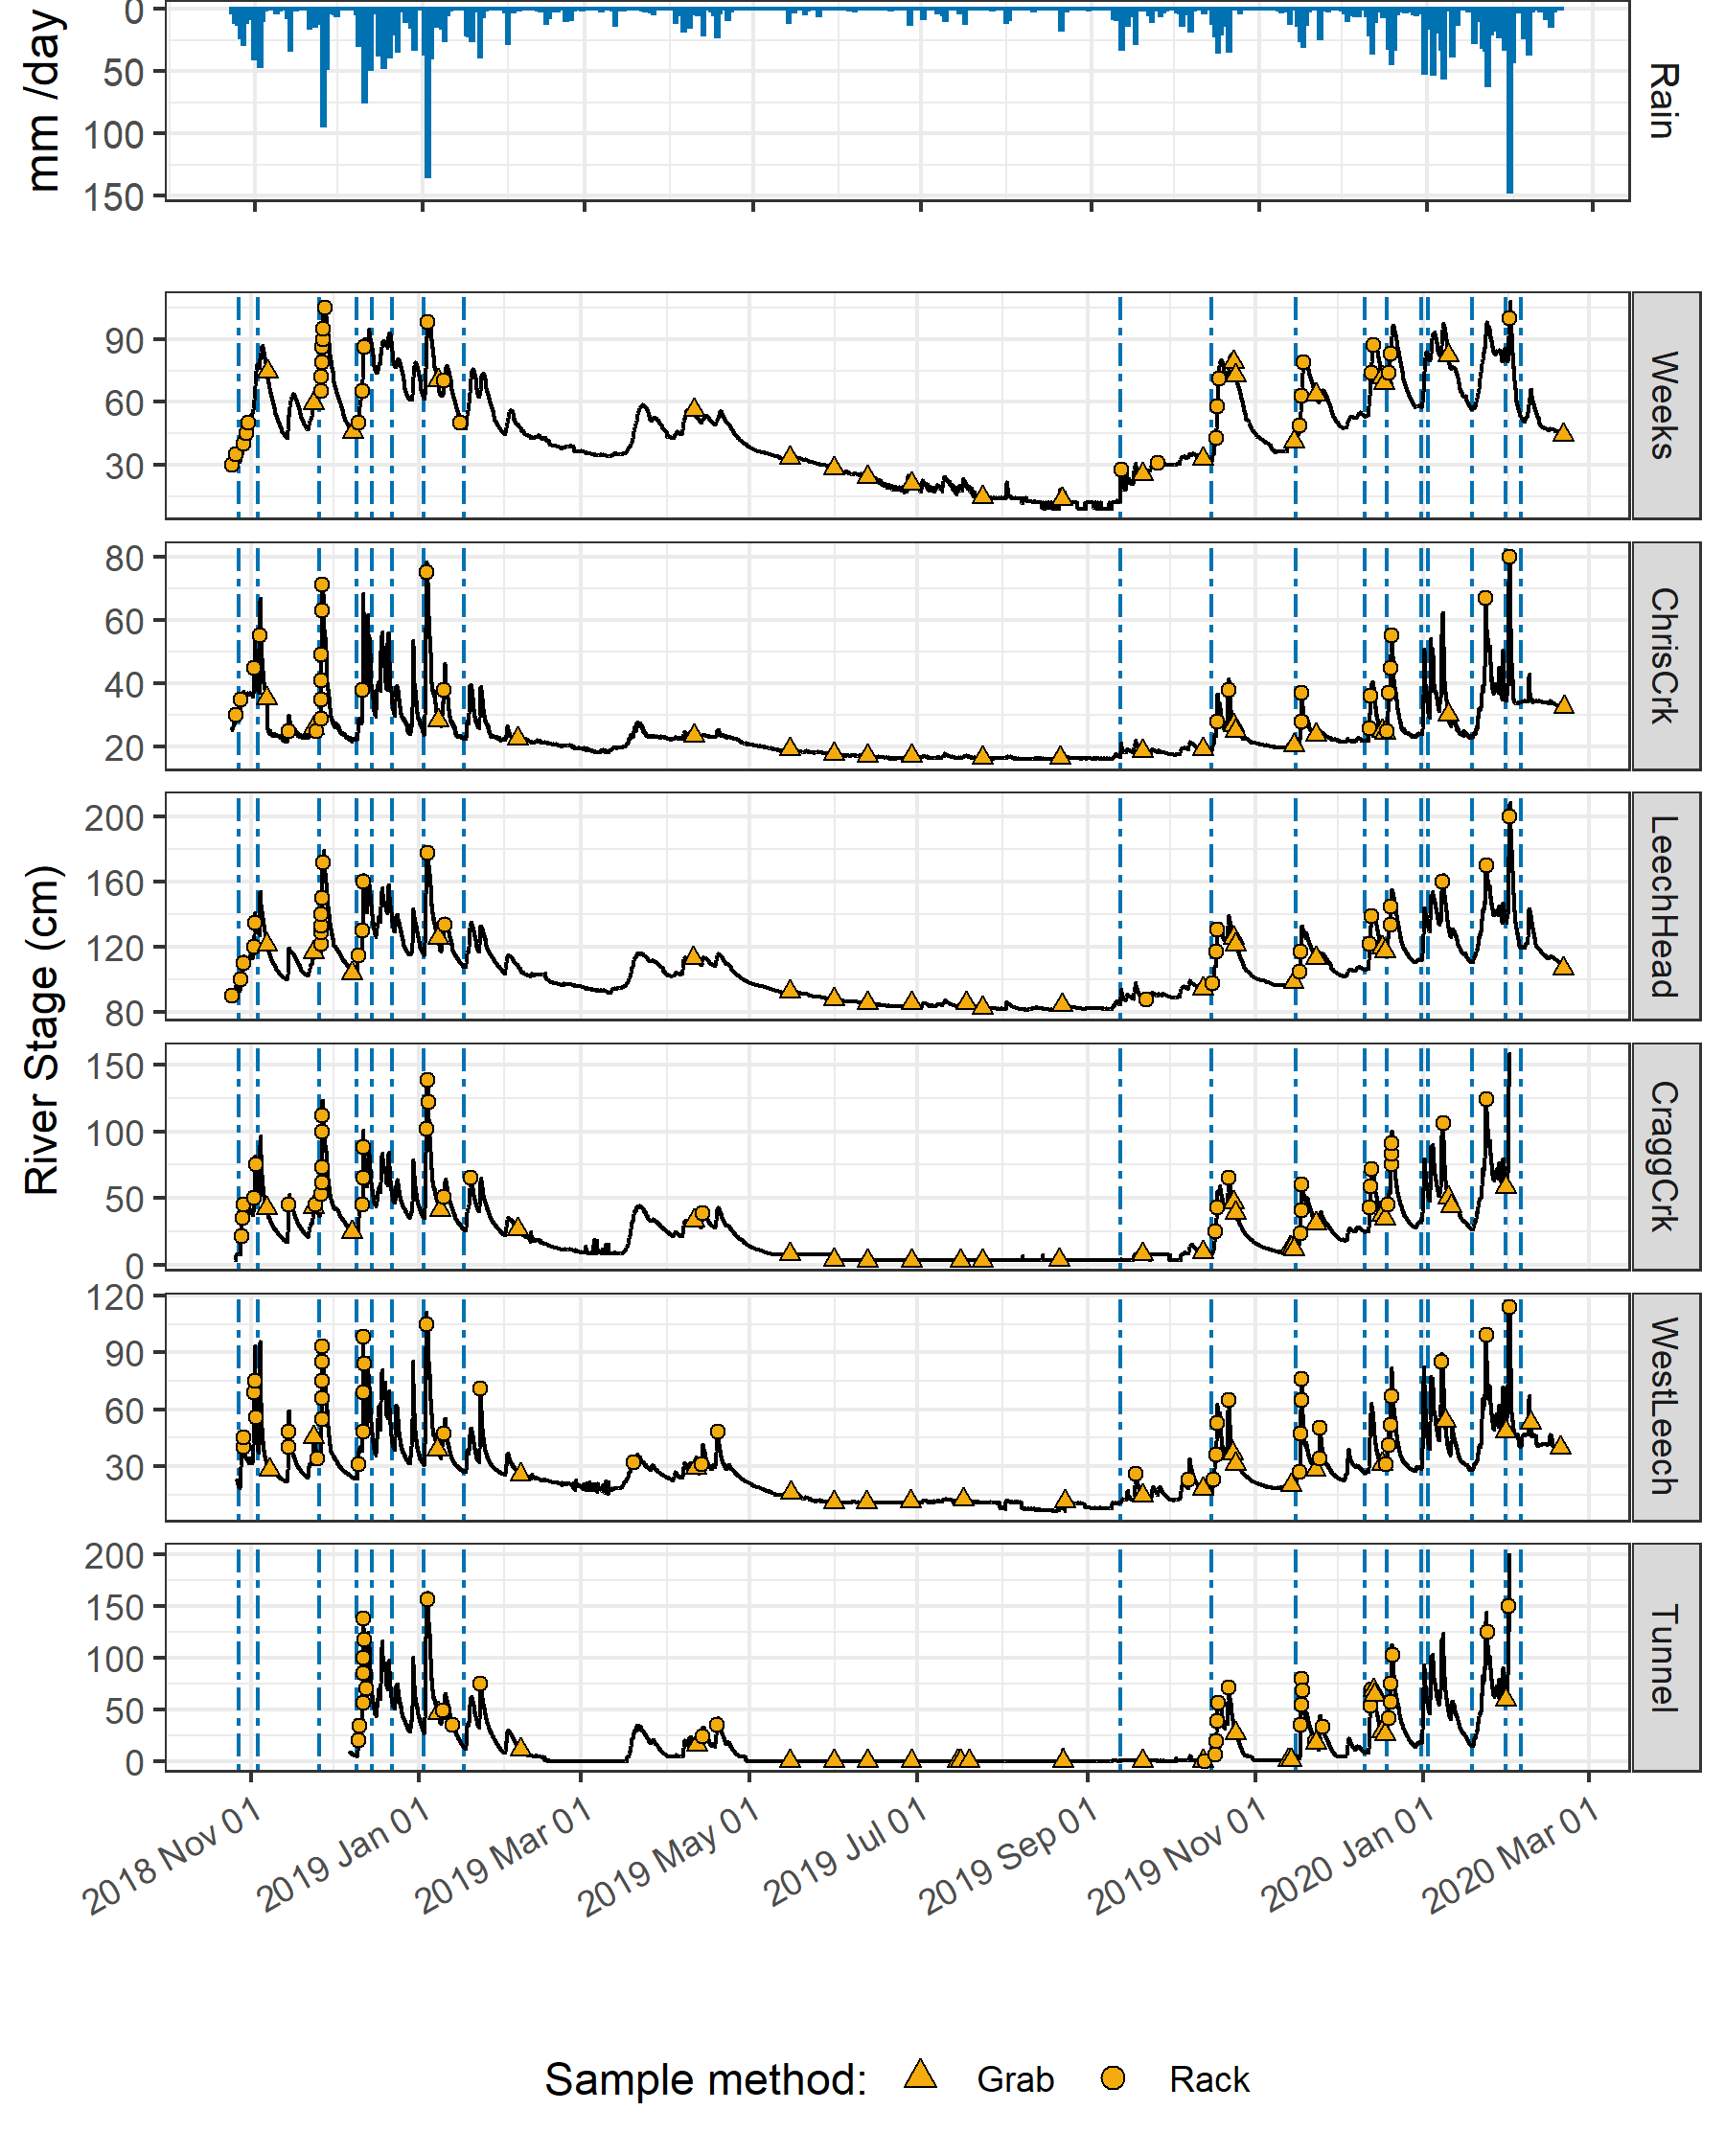 mm /day
0
50
100
150
Rain
River Stage (cm)
90
60
30
Weeks
80
60
40
20
ChrisCrk
200
160
120
80
LeechHead
150
100
50
0
CraggCrk
120
90
60
30
WestLeech
200
150
100
50
0
Tunnel
2018 Nov 01
2019 Jan 01
2019 Mar 01
2019 May 01
2019 Jul 01
2019 Sep 01
2019 Nov 01
2020 Jan 01
2020 Mar 01
Sample method: Grab Rack